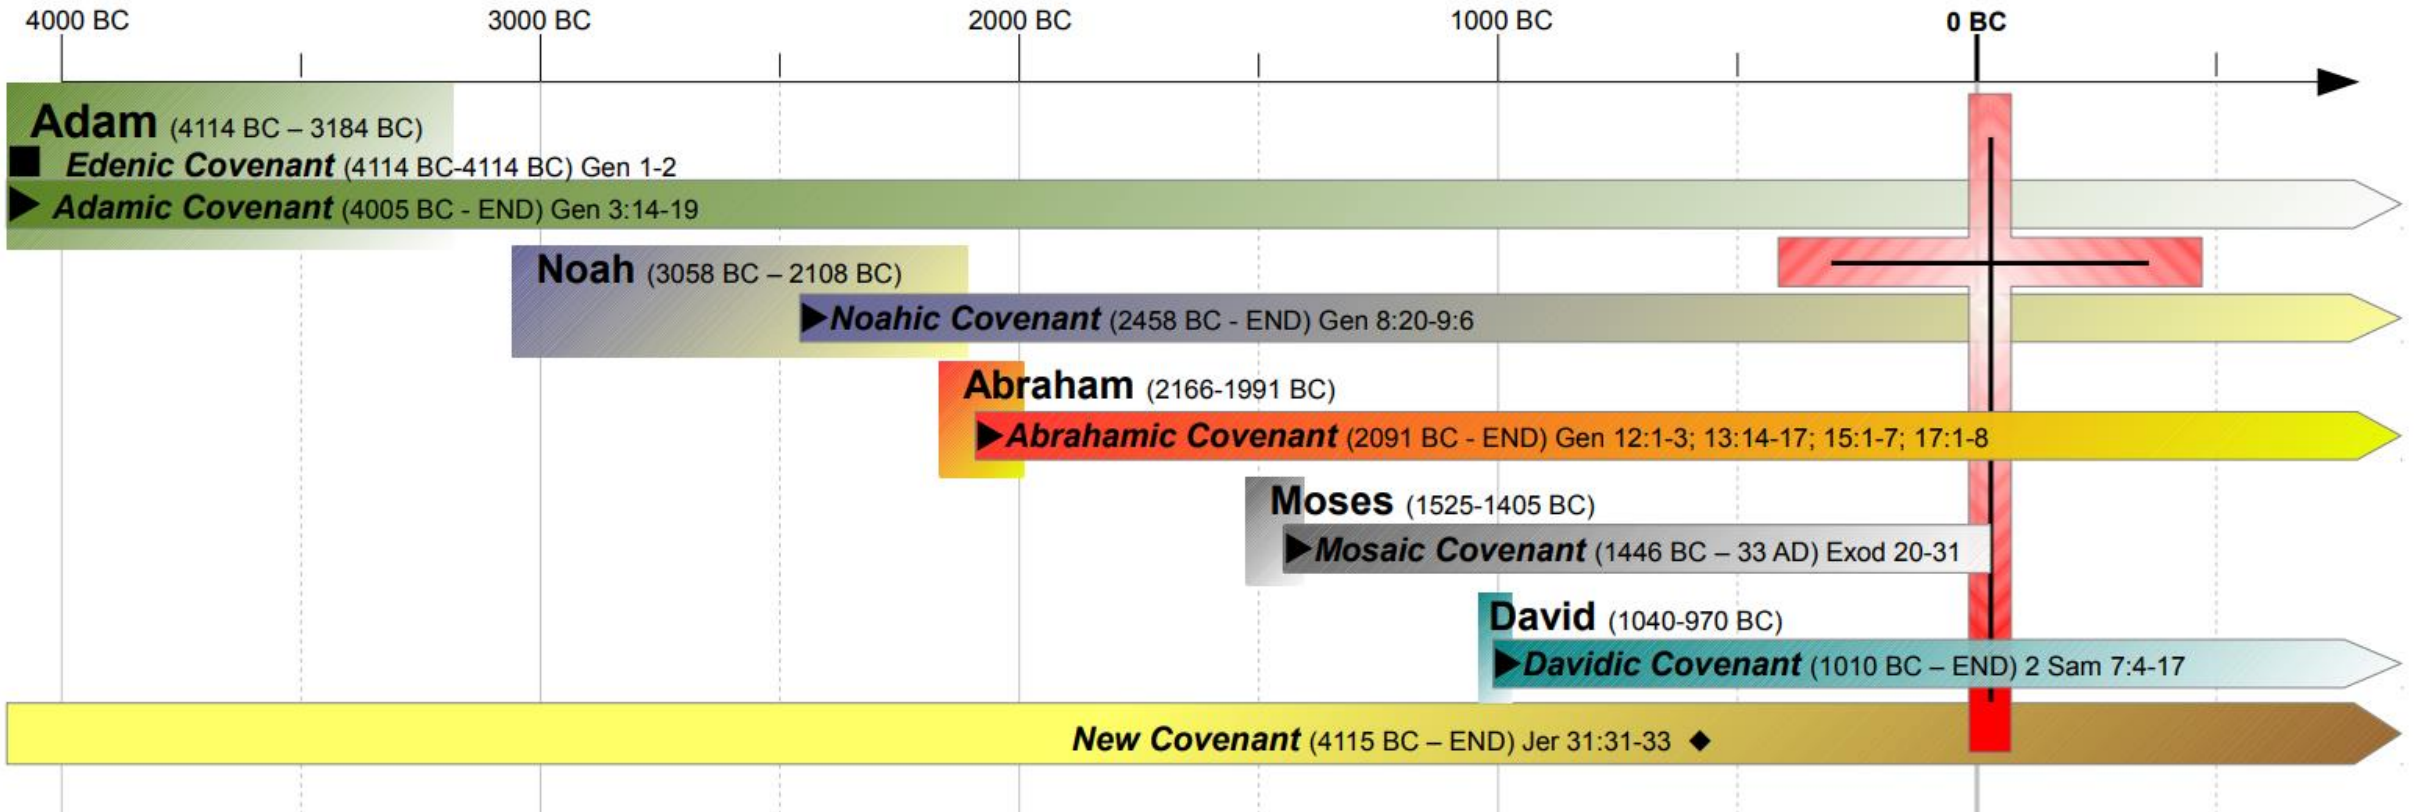 4000 BC 3000 BC 2000 BC 1000 BC 0 BC
Adam (4114 BC – 3184 BC)
Edenic Covenant (4114 BC-4114 BC) Gen 1-2
Adamic Covenant (4005 BC - END) Gen 3:14-19
Noah (3058 BC – 2108 BC)
Noahic Covenant (2458 BC - END) Gen 8:20-9:6
Abraham (2166-1991 BC)
Abrahamic Covenant (2091 BC - END) Gen 12:1-3; 13:14-17; 15:1-7; 17:1-8
Moses (1525-1405 BC)
Mosaic Covenant (1446 BC – 33 AD) Exod 20-31
David (1040-970 BC)
Davidic Covenant (1010 BC – END) 2 Sam 7:4-17
New Covenant (4115 BC – END) Jer 31:31-33